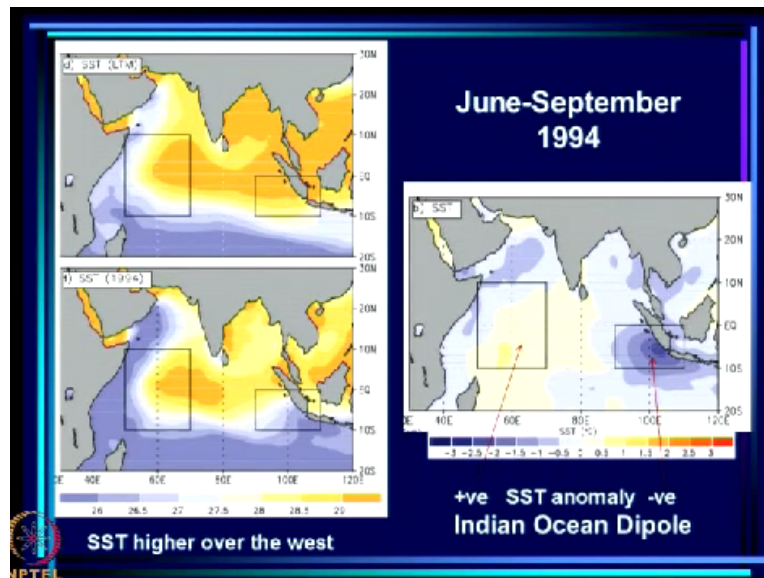 d) SST (LTM)
30N
20N
10N
EQ
10S
20S
f) SST (1994)
30N
20N
10N
EQ
10S
20S
0E 40E 60E 80E 100E 120E
26 26.5 27 27.5 28 28.5 29
SST higher over the west
NPTEL
June-September
1994
b) SST
30N
20N
10N
EQ
10S
20S
0E 40E 60E 80E 100E 120E
SST (°C)
-3 -2.5 -2 -1.5 -1 -0.5 0 0.5 1 1.5 2 2.5 3
+ve SST anomaly -ve
Indian Ocean Dipole